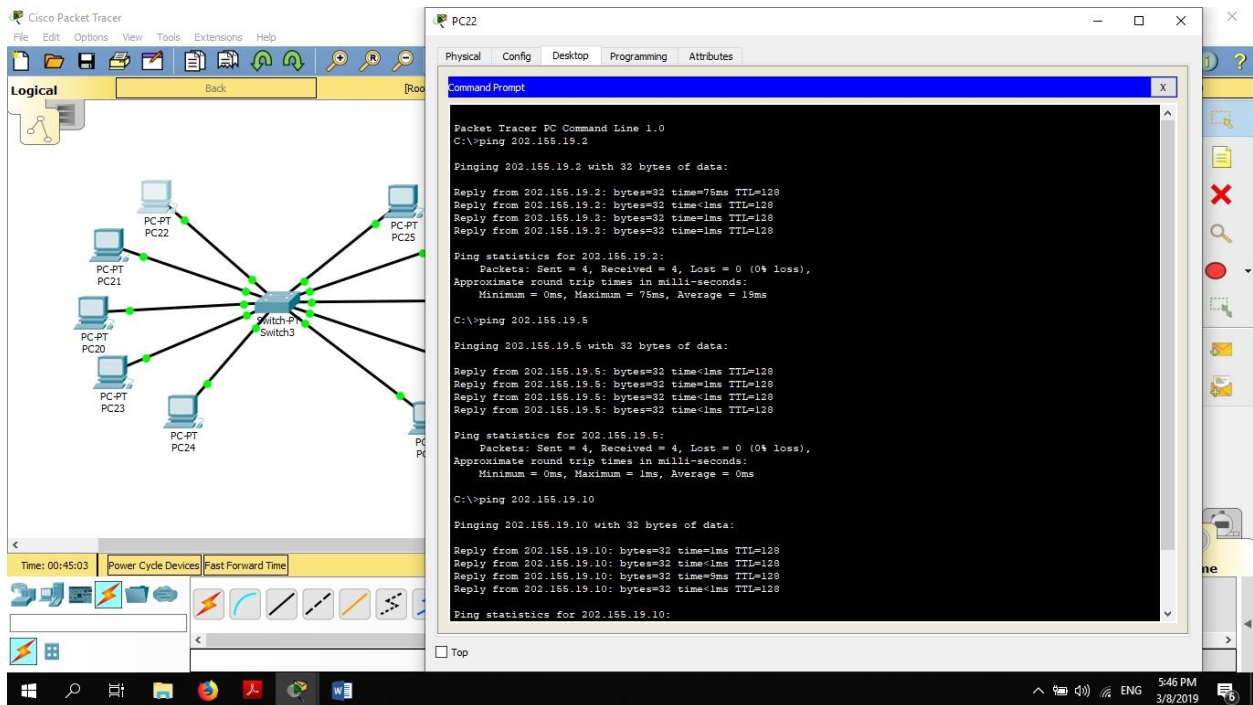 Cisco Packet Tracer
File Edit Options View Tools Extensions Help
Logical
Back
[Roo
PC-PT
PC22
PC-PT
PC25
PC-PT
PC21
Switch-PT
Switch3
PC-PT
PC20
PC-PT
PC23
PC-PT
PC24
Time: 00:45:03 Power Cycle Devices Fast Forward Time
PC22
Physical Config Desktop Programming Attributes
Command Prompt X
Packet Tracer PC Command Line 1.0
C:\>ping 202.155.19.2
Pinging 202.155.19.2 with 32 bytes of data:
Reply from 202.155.19.2: bytes=32 time=75ms TTL=128
Reply from 202.155.19.2: bytes=32 time<1ms TTL=128
Reply from 202.155.19.2: bytes=32 time=1ms TTL=128
Reply from 202.155.19.2: bytes=32 time=1ms TTL=128
Ping statistics for 202.155.19.2:
Packets: Sent = 4, Received = 4, Lost = 0 (0% loss),
Approximate round trip times in milli-seconds:
Minimum = 0ms, Maximum = 75ms, Average = 19ms
C:\>ping 202.155.19.5
Pinging 202.155.19.5 with 32 bytes of data:
Reply from 202.155.19.5: bytes=32 time<1ms TTL=128
Reply from 202.155.19.5: bytes=32 time=1ms TTL=128
Reply from 202.155.19.5: bytes=32 time<1ms TTL=128
Reply from 202.155.19.5: bytes=32 time<1ms TTL=128
Ping statistics for 202.155.19.5:
Packets: Sent = 4, Received = 4, Lost = 0 (0% loss),
Approximate round trip times in milli-seconds:
Minimum = 0ms, Maximum = 1ms, Average = 0ms
C:\>ping 202.155.19.10
Pinging 202.155.19.10 with 32 bytes of data:
Reply from 202.155.19.10: bytes=32 time=1ms TTL=128
Reply from 202.155.19.10: bytes=32 time<1ms TTL=128
Reply from 202.155.19.10: bytes=32 time=9ms TTL=128
Reply from 202.155.19.10: bytes=32 time<1ms TTL=128
Ping statistics for 202.155.19.10:
Top
ENG
5:46 PM
3/8/2019